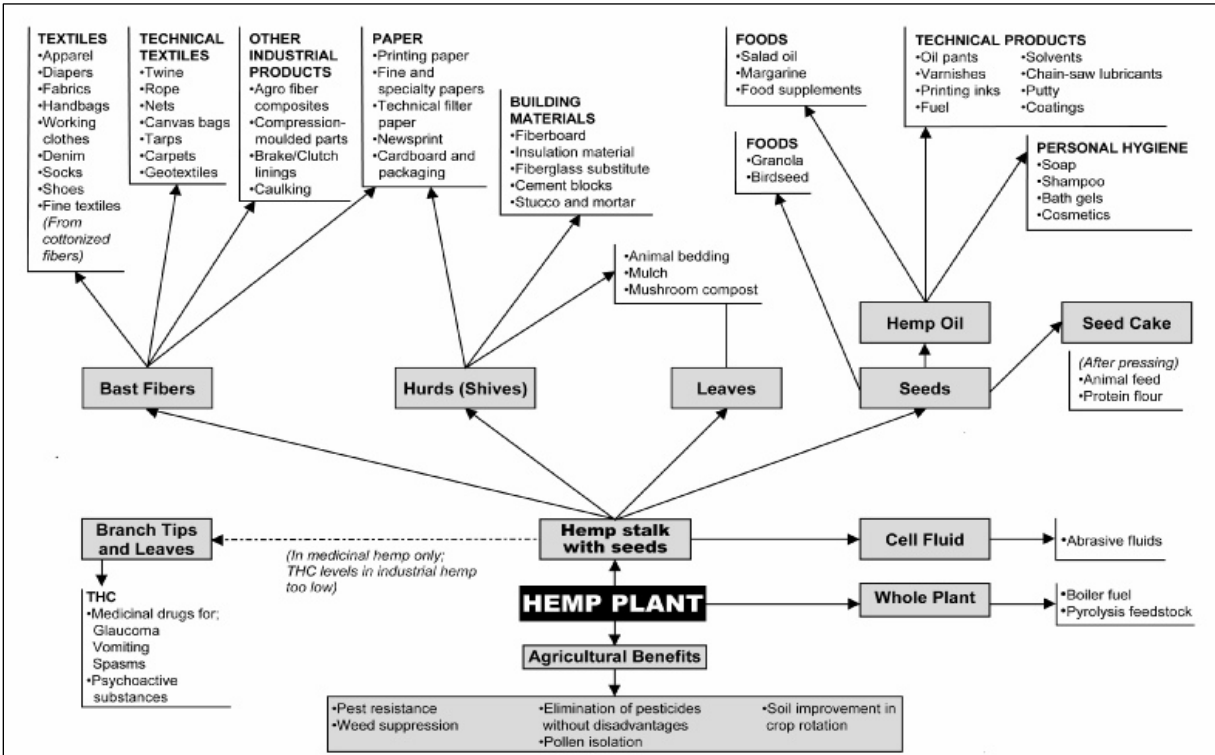 TEXTILES
•Apparel
•Diapers
•Fabrics
•Handbags
•Working
clothes
•Denim
•Socks
•Shoes
•Fine textiles
(From
cottonized
fibers)
TECHNICAL
TEXTILES
•Twine
•Rope
•Nets
•Canvas bags
•Tarps
•Carpets
•Geotextiles
OTHER
INDUSTRIAL
PRODUCTS
•Agro fiber
composites
•Compression-
moulded parts
•Brake/Clutch
linings
•Caulking
PAPER
•Printing paper
•Fine and
specialty papers
•Technical filter
paper
•Newsprint
•Cardboard and
packaging
BUILDING
MATERIALS
•Fiberboard
•Insulation material
•Fiberglass substitute
•Cement blocks
•Stucco and mortar
•Animal bedding
•Mulch
•Mushroom compost
FOODS
•Salad oil
•Margarine
•Food supplements
FOODS
•Granola
•Birdseed
TECHNICAL PRODUCTS
•Oil pants
•Varnishes
•Printing inks
•Fuel
•Solvents
•Chain-saw lubricants
•Putty
•Coatings
PERSONAL HYGIENE
•Soap
•Shampoo
•Bath gels
•Cosmetics
Hemp Oil
Seed Cake
(After pressing)
•Animal feed
•Protein flour
Bast Fibers
Hurds (Shives)
Leaves
Seeds
Branch Tips
and Leaves
(In medicinal hemp only;
THC levels in industrial hemp
too low)
Hemp stalk
with seeds
Cell Fluid
•Abrasive fluids
THC
•Medicinal drugs for;
Glaucoma
Vomiting
Spasms
•Psychoactive
substances
HEMP PLANT
Whole Plant
•Boiler fuel
•Pyrolysis feedstock
Agricultural Benefits
•Pest resistance
•Weed suppression
•Elimination of pesticides
without disadvantages
•Pollen isolation
•Soil improvement in
crop rotation